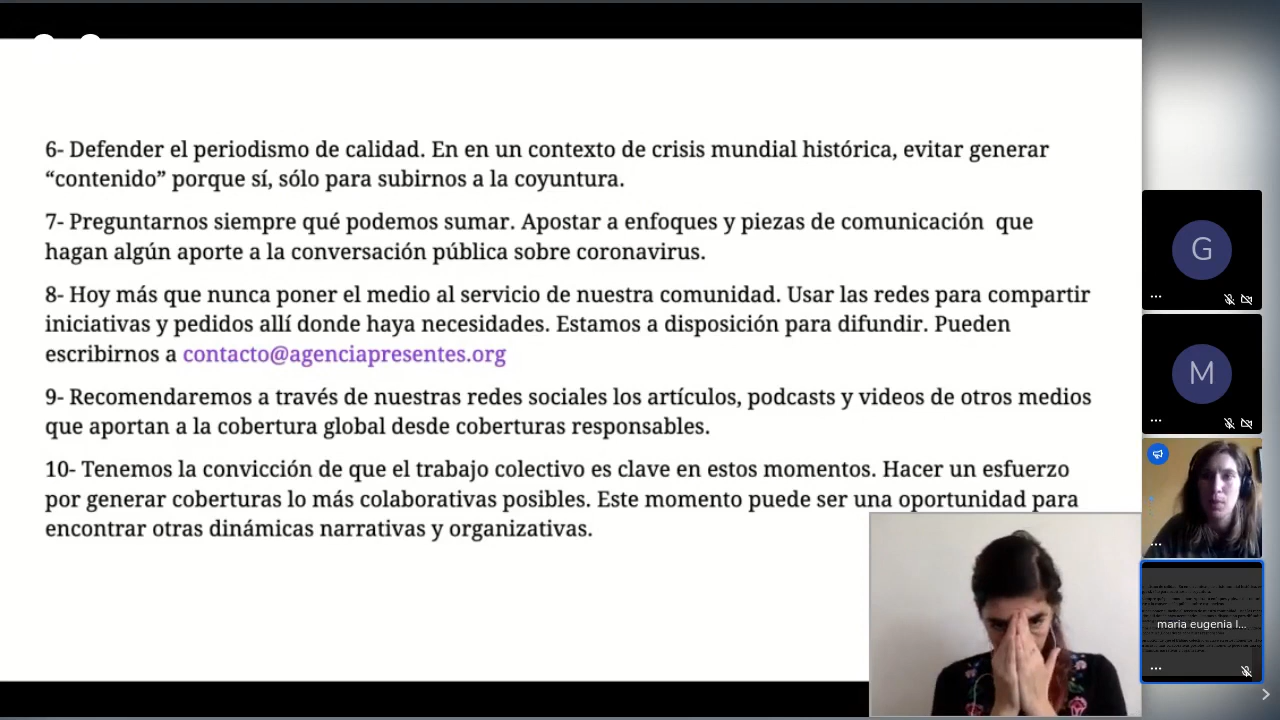 6- Defender el periodismo de calidad. En en un contexto de crisis mundial histórica, evitar generar
“contenido” porque sí, sólo para subirnos a la coyuntura.
7- Preguntarnos siempre qué podemos sumar. Apostar a enfoques y piezas de comunicación  que
hagan algún aporte a la conversación pública sobre coronavirus.
8- Hoy más que nunca poner el medio al servicio de nuestra comunidad. Usar las redes para compartir
iniciativas y pedidos allí donde haya necesidades. Estamos a disposición para difundir. Pueden
escribirnos a contacto@agenciapresentes.org
9- Recomendaremos a través de nuestras redes sociales los artículos, podcasts y videos de otros medios
que aportan a la cobertura global desde coberturas responsables.
10- Tenemos la convicción de que el trabajo colectivo es clave en estos momentos. Hacer un esfuerzo
por generar coberturas lo más colaborativas posibles. Este momento puede ser una oportunidad para
encontrar otras dinámicas narrativas y organizativas.
G
M
maria eugenia l...